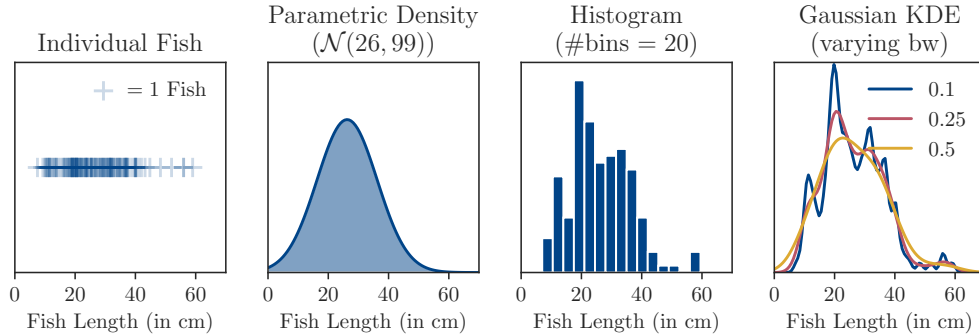 Individual Fish
= 1 Fish
0 20 40 60
Fish Length (in cm)
Parametric Density
(𝒩(26, 99))
0 20 40 60
Fish Length (in cm)
Histogram
(#bins = 20)
0 20 40 60
Fish Length (in cm)
Gaussian KDE
(varying bw)
0.1
0.25
0.5
0 20 40 60
Fish Length (in cm)